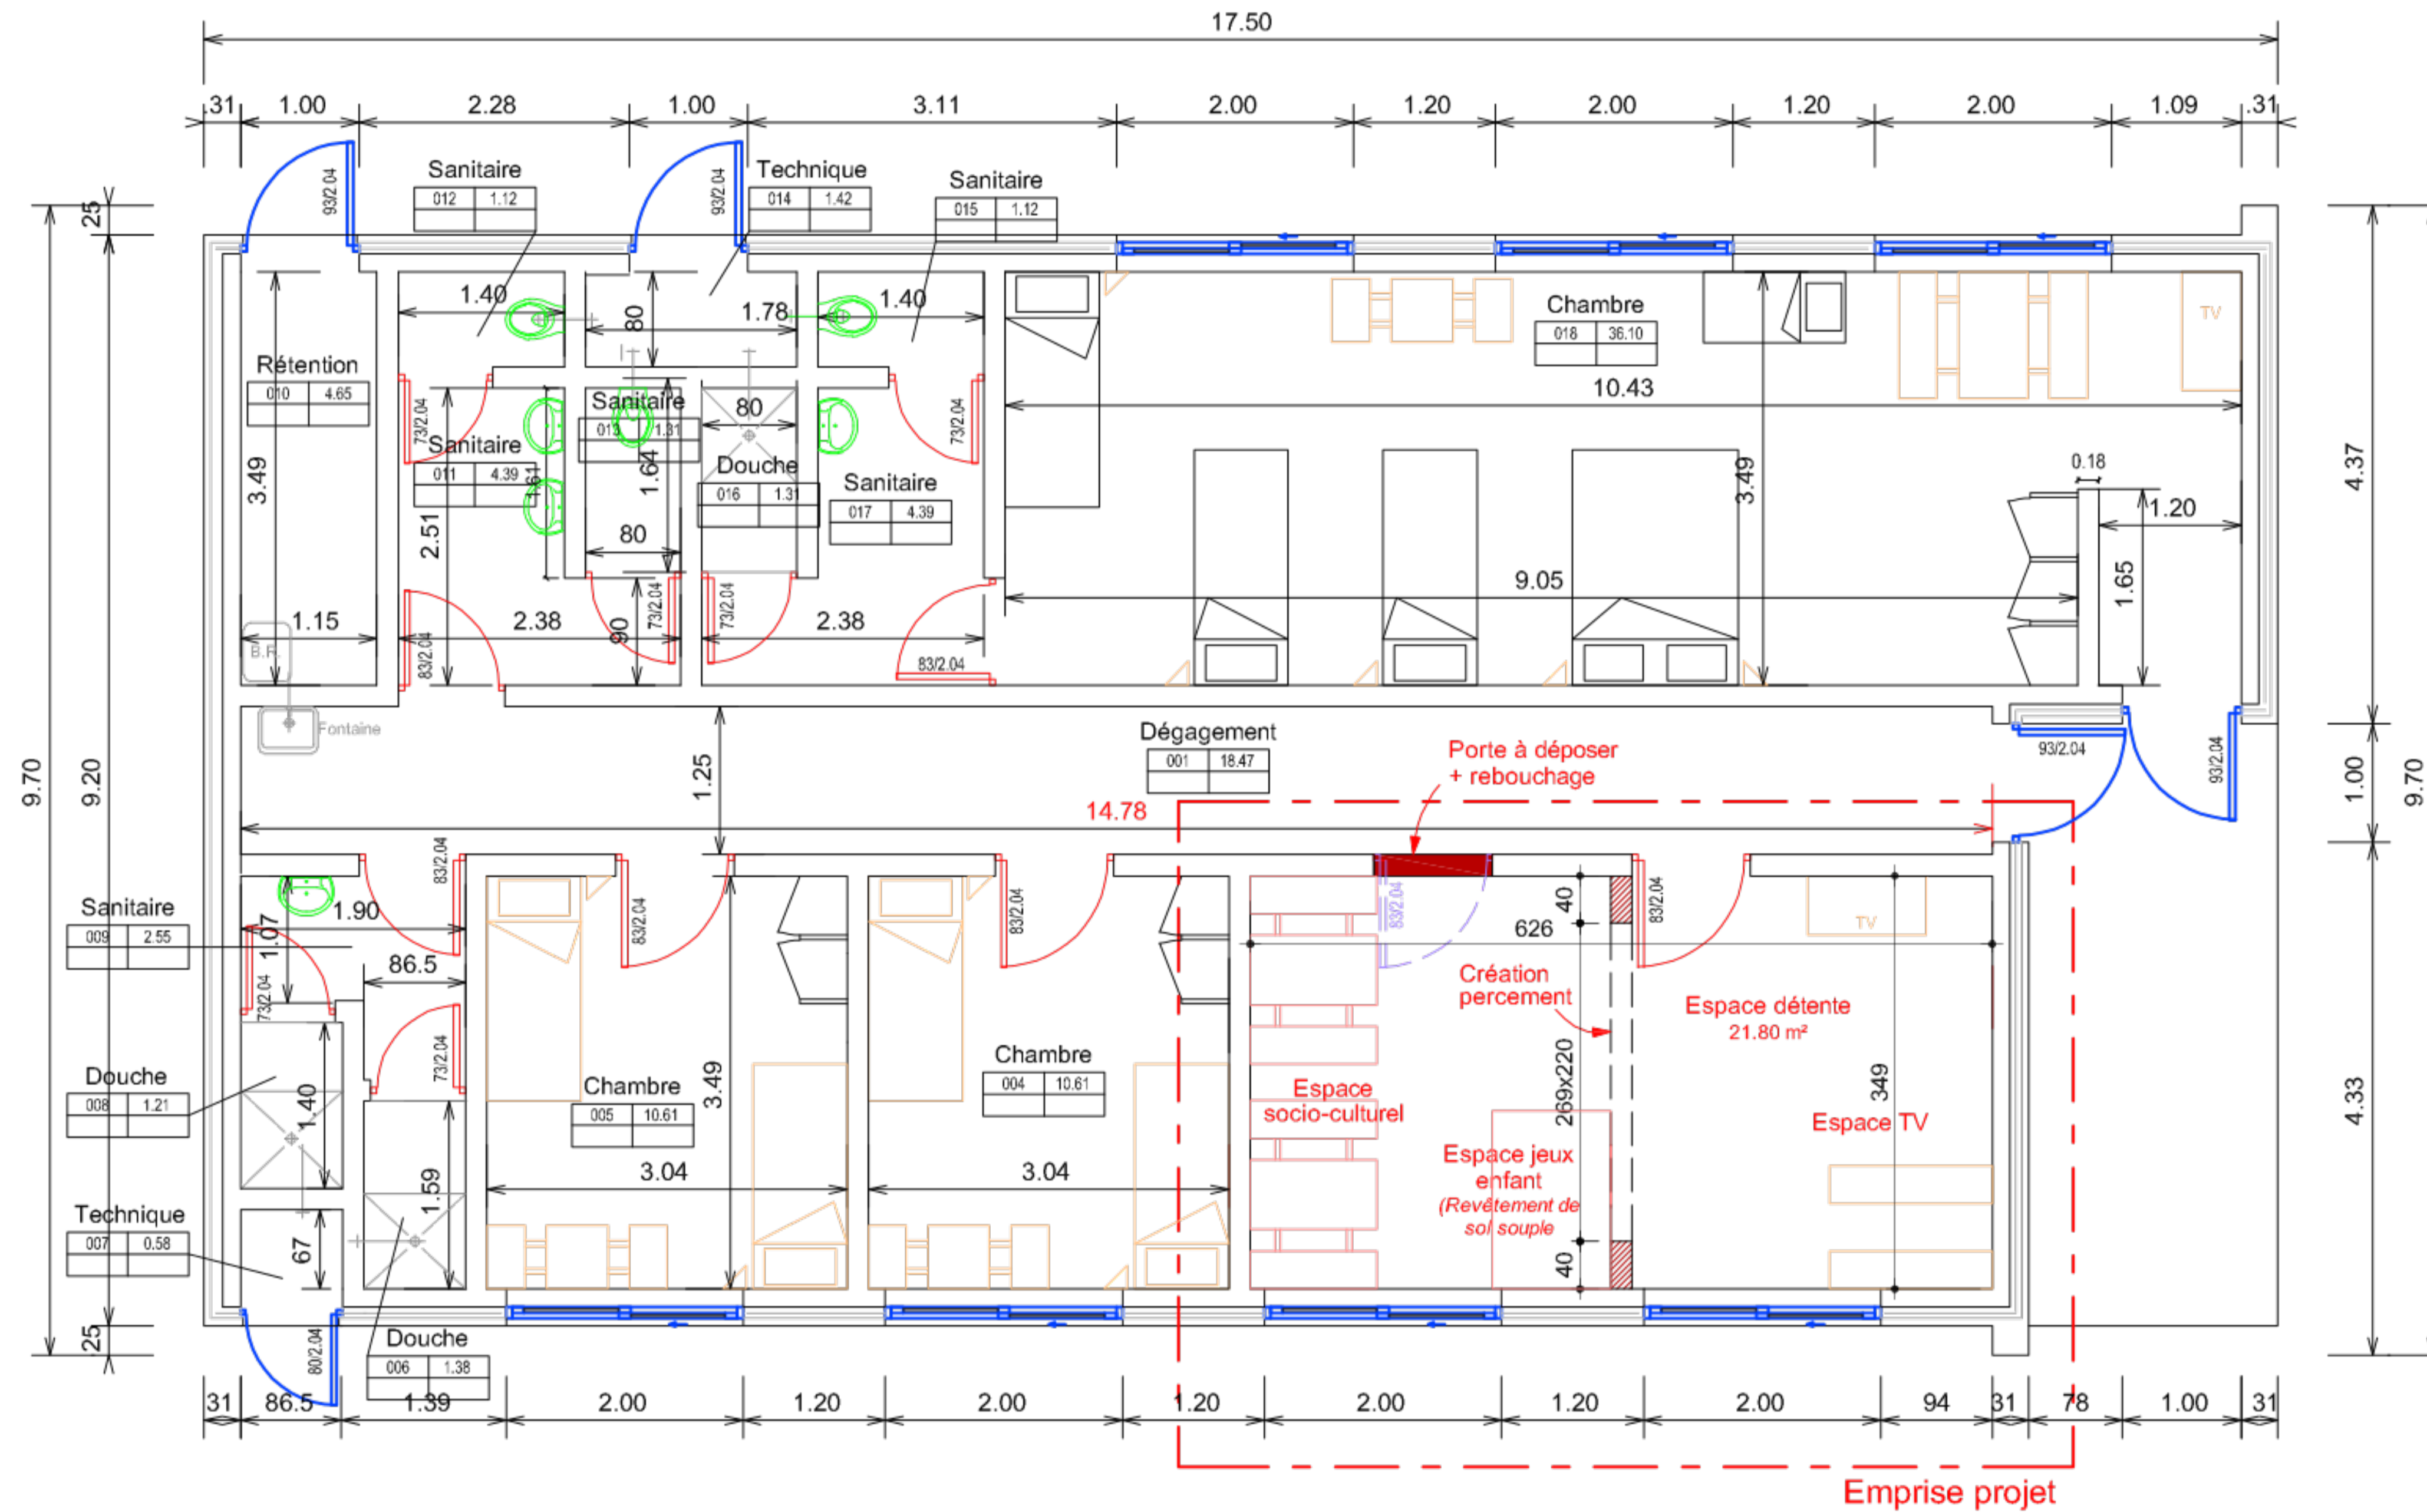 17.50
.31 1.00 2.28 1.00 3.11 2.00 1.20 2.00 1.20 2.00 1.09 .31
93/2.04
Sanitaire
012 1.12
93/2.04
Technique
014 1.42
Sanitaire
015 1.12
25
1.40
80
1.78
1.40
Chambre
018 36.10
TV
Rétention
010 4.65
10.43
73/2.04
Sanitaire
013 1.31
80
73/2.04
Sanitaire
011 4.39
1.61
1.64
Douche
016 1.31
Sanitaire
017 4.39
3.49
3.49
0.18
4.37
1.20
2.51
80
9.05
1.65
1.15
2.38
90
73/2.04
73/2.04
2.38
B.R.
83/2.04
83/2.04
Fontaine
Dégagement
001 18.47
Porte à déposer
+ rebouchage
93/2.04
93/2.04
9.70
9.20
1.25
1.00
9.70
14.78
83/2.04
Sanitaire
009 2.55
1.90
1.07
83/2.04
83/2.04
83/2.04
40
83/2.04
TV
626
86.5
73/2.04
Création
percement
Espace détente
21.80 m²
73/2.04
Chambre
004 10.61
Douche
008 1.21
1.40
Chambre
005 10.61
3.49
Espace
socio-culturel
269x20
349
4.33
Espace TV
1.59
3.04
3.04
Espace jeux
enfant
(Revêtement de
sol souple
Technique
007 0.58
67
40
25
80/2.04
Douche
006 1.38
31 86.5 1.39 2.00 1.20 2.00 1.20 2.00 1.20 2.00 94 31 78 1.00 31
Emprise projet